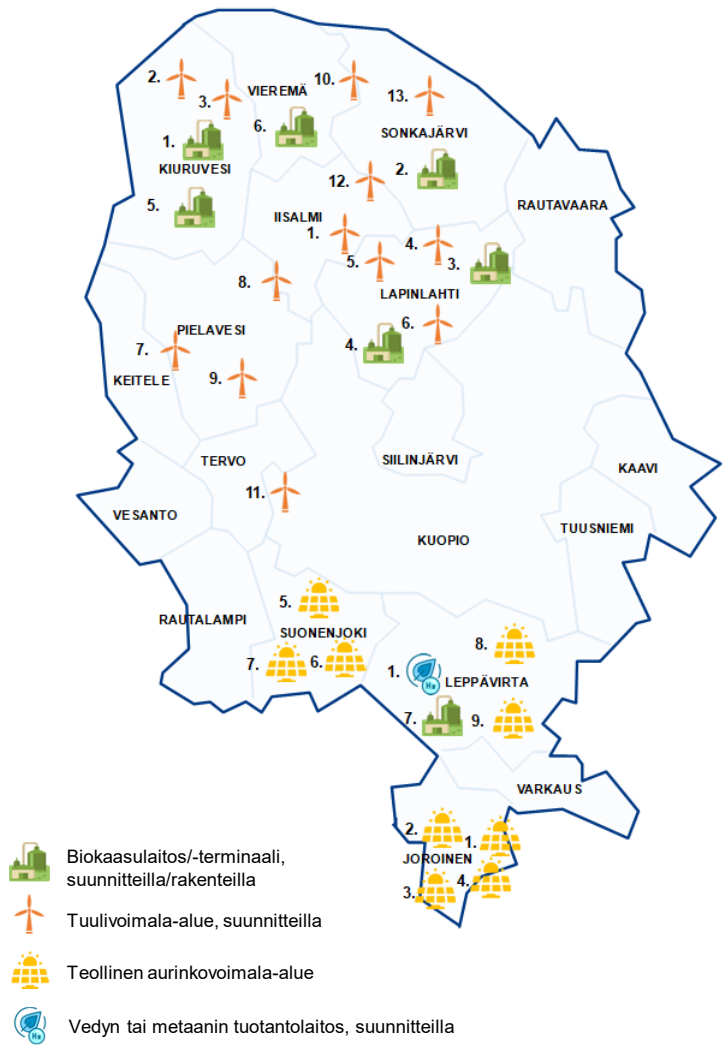 2.
10.
3.
VIEREMÄ
13.
6.
SONKAJÄRVI
1.
2.
KIURUVESI
12.
5.
RAUTAVAARA
IISALMI
1.
4.
5.
3.
8.
LAPINLAHTI
6.
PIELAVESI
4.
7.
KEITELE
9.
TERVO
SIILINJÄRVI
KAAVI
11.
VESANTO
TUUSNIEMI
KUOPIO
5.
RAUTALAMPI
SUONENJOKI
8.
7.
6.
1.
H₂
LEPPÄVIRTA
7.
9.
VARKAUS
2.
1.
JOROINEN
4.
3.
Biokaasulaitos/-terminaali,
suunnitteilla/rakenteilla
Tuulivoimala-alue, suunnitteilla
Teollinen aurinkovoimala-alue
H₂
Vedyn tai metaanin tuotantolaitos, suunnitteilla